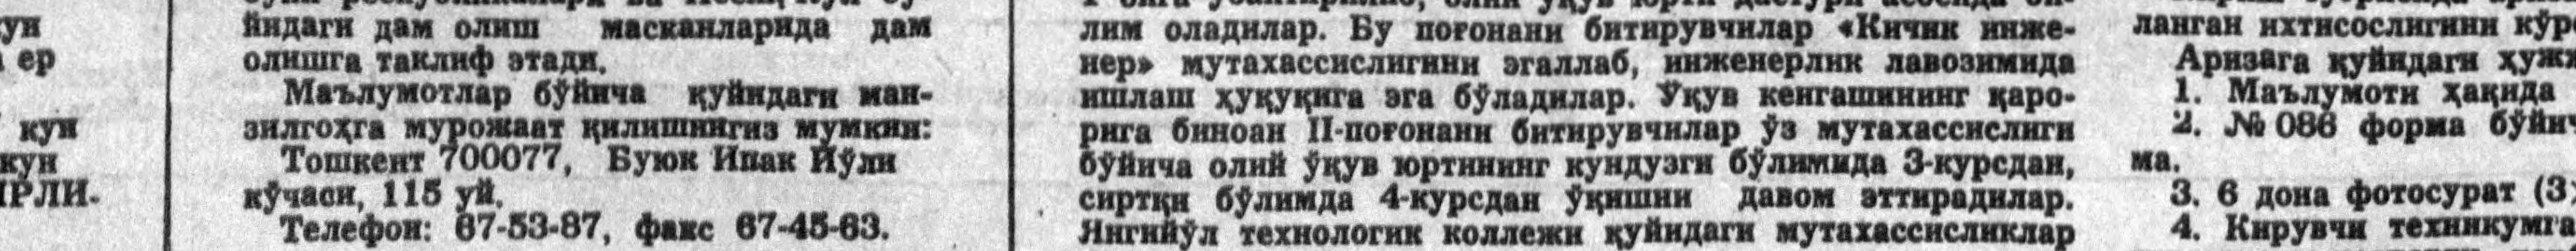 ун
ер
кун
кун
ИРЛИ-
йндаги дам олиш масканларида дам
олишга таклиф этади.
Маълумотлар бўйича қуйидаги ман-
зилгоҳга мурожаат қилишингиз мумкин:
Тошкент 700077, Буюк Ипак Йўли
кўчаси, 115 уй.
Телефон: 67-53-87, факс 67-45-63.
лим оладилар. Бу поғонани битирувчилар «Кичик инже-
нер» мутахассислигини эгаллаб, инженерлик лавозимида
ишлаш ҳуқуқига эга бўладилар. Ўқув кенгашининг қаро-
рига биноан II-поғонани битирувчилар ўз мутахассислиги
бўйича олий ўқув юртининг кундузги бўлимида 3-курсдан,
сиртқи бўлимда 4-курсдан ўқишни давом эттирадилар.
Янгийўл технологик коллежи қуйидаги мутахассисликлар
ланган ихтисослигини
Аризага қуйидаги
1. Маълумоти ҳақида
2. № 086 форма
ма.
3. 6 дона фотосурат (3
4. Кирувчи техникумга